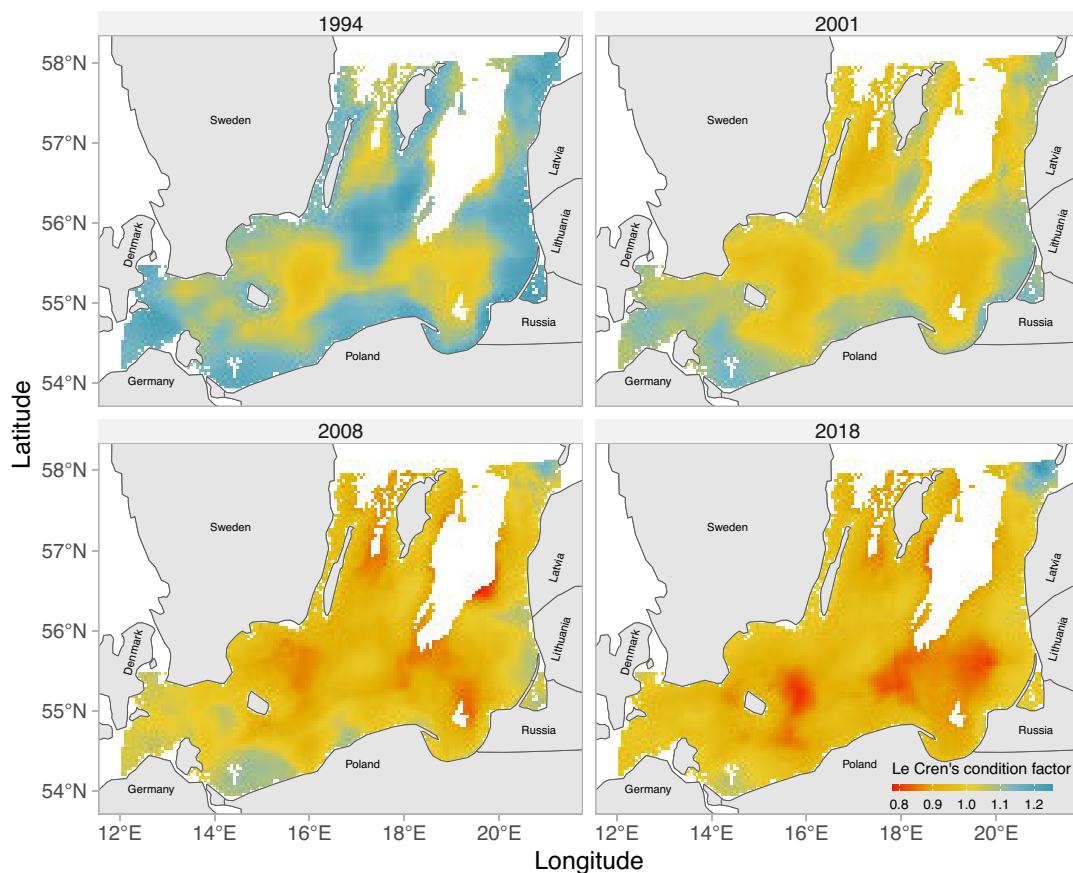 1994
2001
58°N
57°N
56°N
55°N
54°N
Sweden
Denmark
Germany
Poland
Russia
Lithuania
Latvia
Sweden
Denmark
Germany
Poland
Russia
Lithuania
Latvia
Latitude
2008
2018
58°N
57°N
56°N
55°N
54°N
Sweden
Denmark
Germany
Poland
Russia
Lithuania
Latvia
Sweden
Denmark
Germany
Poland
Russia
Lithuania
Latvia
Le Cren's condition factor
0.8 0.9 1.0 1.1 1.2
12°E 14°E 16°E 18°E 20°E
12°E 14°E 16°E 18°E 20°E
Longitude